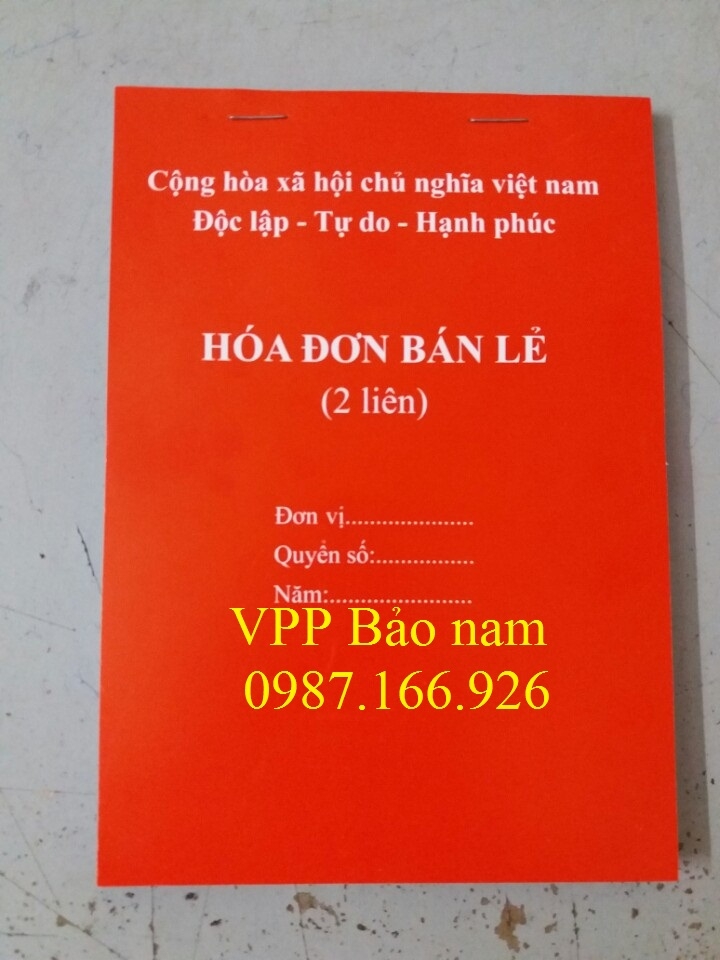 Cộng hòa xã hội chủ nghĩa việt nam
Độc lập - Tự do - Hạnh phúc
HÓA ĐƠN BÁN LẺ
(2 liên)
Đơn vị.....................
Quyển số:................
Năm:.......................
VPP Bảo nam
0987.166.926